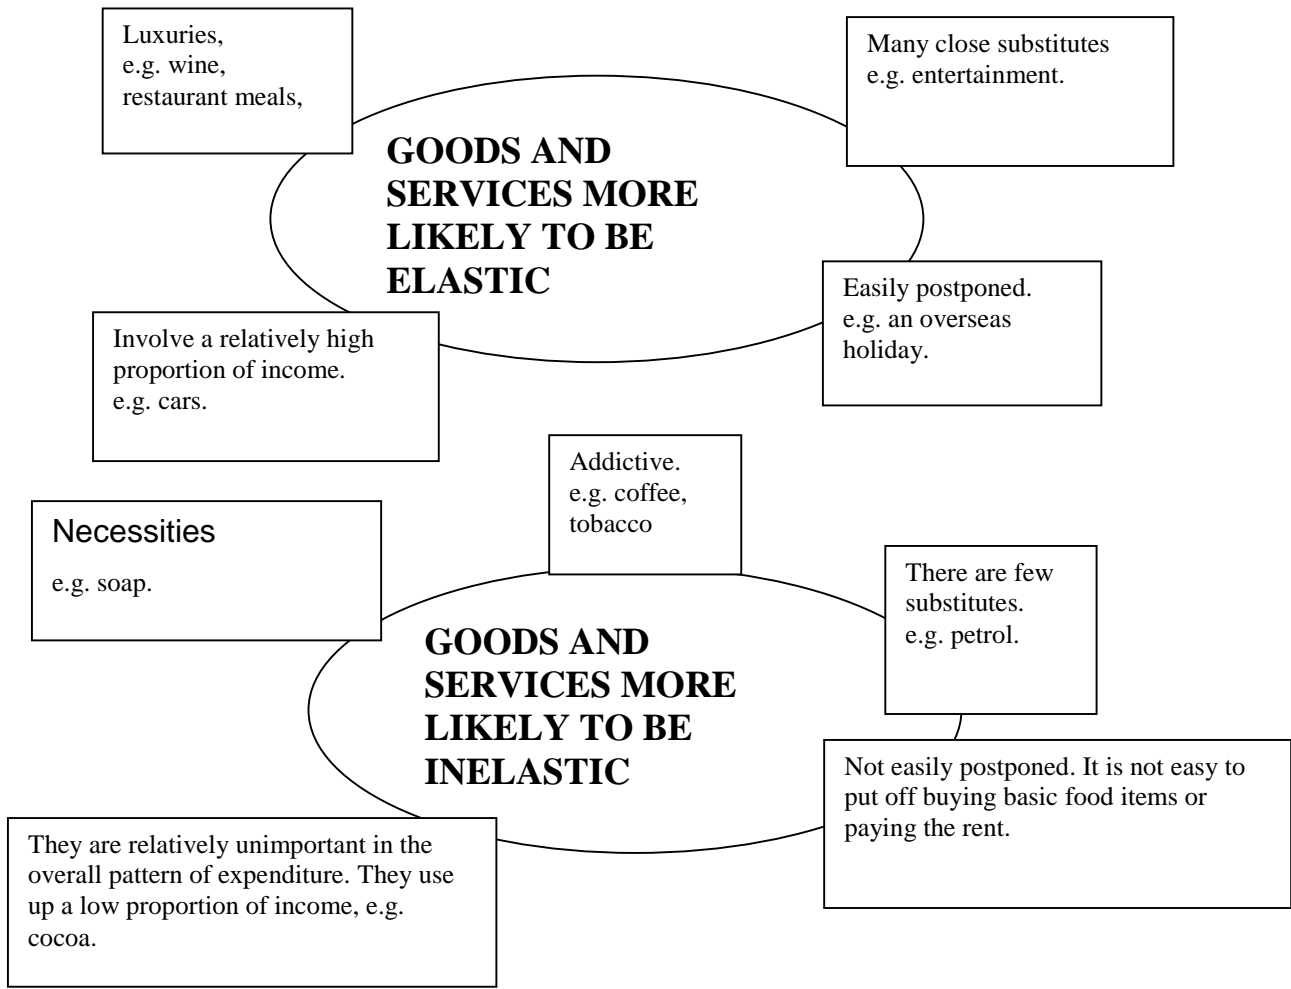 Luxuries,
e.g. wine,
restaurant meals,
Many close substitutes
e.g. entertainment.
GOODS AND
SERVICES MORE
LIKELY TO BE
ELASTIC
Easily postponed.
e.g. an overseas
holiday.
Involve a relatively high
proportion of income.
e.g. cars.
Addictive.
e.g. coffee,
tobacco
Necessities
e.g. soap.
There are few
substitutes.
e.g. petrol.
GOODS AND
SERVICES MORE
LIKELY TO BE
INELASTIC
Not easily postponed. It is not easy to
put off buying basic food items or
paying the rent.
They are relatively unimportant in the
overall pattern of expenditure. They use
up a low proportion of income, e.g.
cocoa.